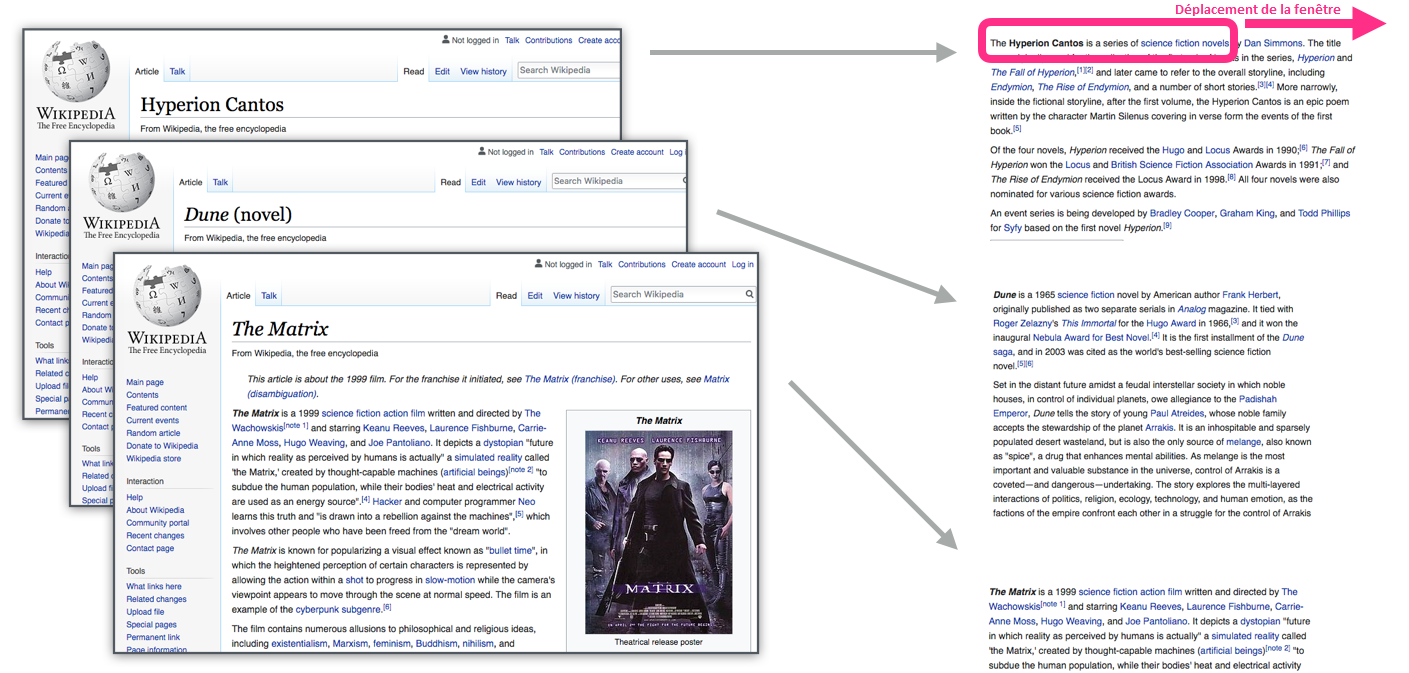 Déplacement de la fenêtre
Not logged in Talk Contributions Create acco
Article Talk Read Edit View history Search Wikipedia
WIKIPEDIA
The Free Encyclopedia
Hyperion Cantos
From Wikipedia, the free encyclopedia
Main pag
Contents
Featured
Current e
Random a
Donate to
Wikipedia
Interactio
Help
About Wi
Commun
Recent ch
Contact p
Tools
What link
Related c
Upload fil
Special p
Permanen
Not logged in Talk Contributions Create account Log
Article Talk Read Edit View history Search Wikipedia
WIKIPEDIA
The Free Encyclopedia
Dune (novel)
From Wikipedia, the free encyclopedia
Main pag
Contents
Featured
Current e
Random
Donate to
Wikipedia
Interactio
Help
About W
Commun
Recent c
Contact p
Tools
What link
Related c
Upload fi
Special p
Not logged in Talk Contributions Create account Log in
Article Talk Read Edit View history Search Wikipedia
WIKIPEDIA
The Free Encyclopedia
The Matrix
From Wikipedia, the free encyclopedia
Main page
Contents
Featured content
Current events
Random article
Donate to Wikipedia
Wikipedia store
Interaction
Help
About Wikipedia
Community portal
Recent changes
Contact page
Tools
What links here
Related changes
Upload file
Special pages
Permanent link
Page information
This article is about the 1999 film. For the franchise it initiated, see The Matrix (franchise). For other uses, see Matrix
(disambiguation).
The Matrix is a 1999 science fiction action film written and directed by The
Wachowskis[note 1] and starring Keanu Reeves, Laurence Fishburne, Carrie-
Anne Moss, Hugo Weaving, and Joe Pantoliano. It depicts a dystopian "future
in which reality as perceived by humans is actually" a simulated reality called
'the Matrix,' created by thought-capable machines (artificial beings)[note 2] "to
subdue the human population, while their bodies' heat and electrical activity
are used as an energy source".[4] Hacker and computer programmer Neo
learns this truth and "is drawn into a rebellion against the machines",[5] which
involves other people who have been freed from the "dream world".
The Matrix is known for popularizing a visual effect known as "bullet time", in
which the heightened perception of certain characters is represented by
allowing the action within a shot to progress in slow-motion while the camera's
viewpoint appears to move through the scene at normal speed. The film is an
example of the cyberpunk subgenre.[6]
The film contains numerous allusions to philosophical and religious ideas,
including existentialism, Marxism, feminism, Buddhism, nihilism, and
The Matrix
KEANU REEVES LAURENCE FISHBURNE
MATRIX
ON APRIL 2ND THE FIGHT FOR THE FUTURE BEGINS.
Theatrical release poster
The Hyperion Cantos is a series of science fiction novels by Dan Simmons. The title
in the series, Hyperion and
The Fall of Hyperion,[1][2] and later came to refer to the overall storyline, including
Endymion, The Rise of Endymion, and a number of short stories.[3][4] More narrowly,
inside the fictional storyline, after the first volume, the Hyperion Cantos is an epic poem
written by the character Martin Silenus covering in verse form the events of the first
book.[5]
Of the four novels, Hyperion received the Hugo and Locus Awards in 1990;[6] The Fall of
Hyperion won the Locus and British Science Fiction Association Awards in 1991;[7] and
The Rise of Endymion received the Locus Award in 1998.[8] All four novels were also
nominated for various science fiction awards.
An event series is being developed by Bradley Cooper, Graham King, and Todd Phillips
for Syfy based on the first novel Hyperion.[9]
Dune is a 1965 science fiction novel by American author Frank Herbert,
originally published as two separate serials in Analog magazine. It tied with
Roger Zelazny's This Immortal for the Hugo Award in 1966,[3] and it won the
inaugural Nebula Award for Best Novel.[4] It is the first installment of the Dune
saga, and in 2003 was cited as the world's best-selling science fiction
novel.[5][6]
Set in the distant future amidst a feudal interstellar society in which noble
houses, in control of individual planets, owe allegiance to the Padishah
Emperor, Dune tells the story of young Paul Atreides, whose noble family
accepts the stewardship of the planet Arrakis. It is an inhospitable and sparsely
populated desert wasteland, but is also the only source of melange, also known
as "spice", a drug that enhances mental abilities. As melange is the most
important and valuable substance in the universe, control of Arrakis is a
coveted—and dangerous—undertaking. The story explores the multi-layered
interactions of politics, religion, ecology, technology, and human emotion, as the
factions of the empire confront each other in a struggle for the control of Arrakis
The Matrix is a 1999 science fiction action film written and directed by The
Wachowskis[note 1] and starring Keanu Reeves, Laurence Fishburne, Carrie-
Anne Moss, Hugo Weaving, and Joe Pantoliano. It depicts a dystopian "future
in which reality as perceived by humans is actually" a simulated reality called
'the Matrix,' created by thought-capable machines (artificial beings)[note 2] "to
subdue the human population, while their bodies' heat and electrical activity